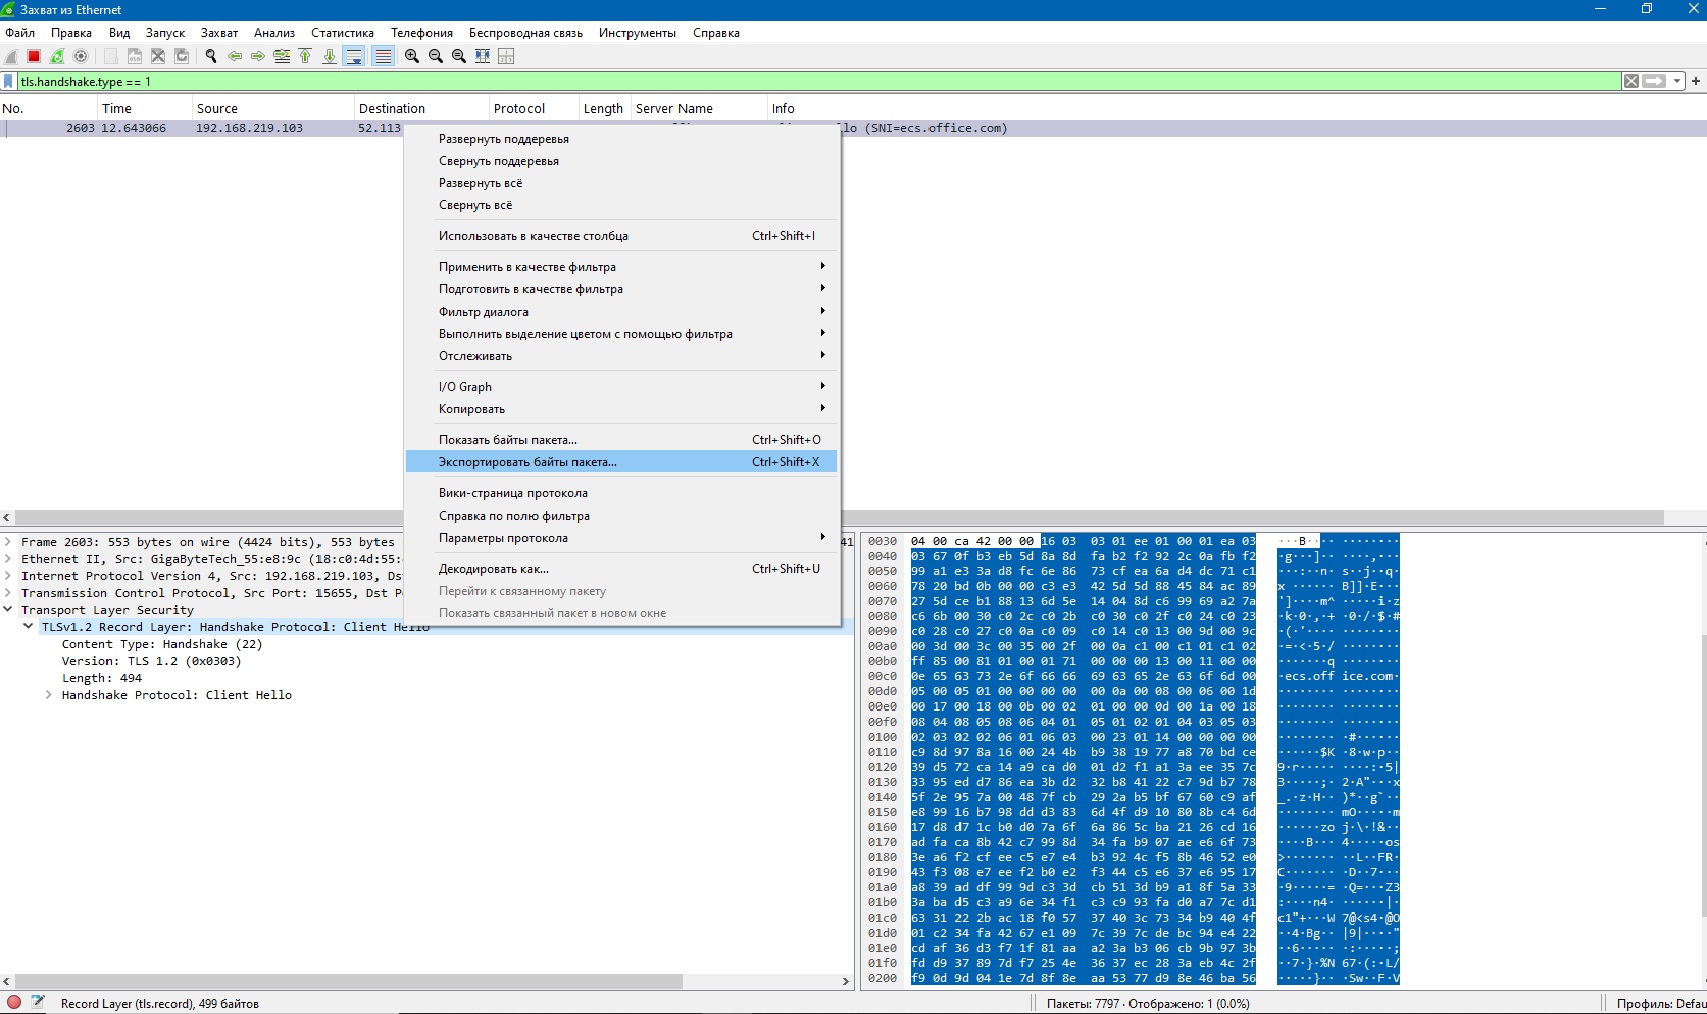 Захват из Ethernet
Файл Правка Вид Запуск Захват Анализ Статистика Телефония Беспроводная связь Инструменты Справка
tls.handshake.type == 1
No. Time Source Destination Protocol Length Server Name Info
2603 12.643066 192.168.219.103 52.113 lo (SNI=ecs.office.com)
Развернуть поддеревья
Свернуть поддеревья
Развернуть всё
Свернуть всё
Использовать в качестве столбца Ctrl+Shift+I
Применить в качестве фильтра
Подготовить в качестве фильтра
Фильтр диалога
Выполнить выделение цветом с помощью фильтра
Отслеживать
I/O Graph
Копировать
Показать байты пакета... Ctrl+Shift+O
Экспортировать байты пакета... Ctrl+Shift+X
Вики-страница протокола
Справка по полю фильтра
Параметры протокола
Декодировать как... Ctrl+Shift+U
Перейти к связанному пакету
Показать связанный пакет в новом окне
Frame 2603: 553 bytes on wire (4424 bits), 553 bytes 41
Ethernet II, Src: GigaByteTech_55:e8:9c (18:c0:4d:55:
Internet Protocol Version 4, Src: 192.168.219.103, Ds
Transmission Control Protocol, Src Port: 15655, Dst P
Transport Layer Security
TLSv1.2 Record Layer: Handshake Protocol: Client Hello
Content Type: Handshake (22)
Version: TLS 1.2 (0x0303)
Length: 494
Handshake Protocol: Client Hello
0030 04 00 ca 42 00 00 16 03 03 01 ee 01 00 01 ea 03 ···B·· ········
0040 03 67 0f b3 eb 5d 8a 8d fa b2 f2 92 2c 0a fb f2 ·g···]·· ····,···
0050 99 a1 e3 3a d8 fc 6e 86 73 cf ea 6a d4 dc 71 c1 ···:··n· s··j··q·
0060 78 20 bd 0b 00 00 c3 e3 42 5d 5d 88 45 84 ac 89 x ······ B]]·E···
0070 27 5d ce b1 88 13 6d 5e 14 04 8d c6 99 69 a2 7a ']····m^ ·····i·z
0080 c6 6b 00 30 c0 2c c0 2b c0 30 c0 2f c0 24 c0 23 ·k·0·,·+ ·0·/·$·#
0090 c0 28 c0 27 c0 0a c0 09 c0 14 c0 13 00 9d 00 9c ·(·'···· ········
00a0 00 3d 00 3c 00 35 00 2f 00 0a c1 00 c1 01 c1 02 ·=·<·5·/ ········
00b0 ff 85 00 81 01 00 01 71 00 00 00 13 00 11 00 00 ·······q ········
00c0 0e 65 63 73 2e 6f 66 66 69 63 65 2e 63 6f 6d 00 ·ecs.off ice.com·
00d0 05 00 05 01 00 00 00 00 00 0a 00 08 00 06 00 1d ········ ········
00e0 00 17 00 18 00 0b 00 02 01 00 00 0d 00 1a 00 18 ········ ········
00f0 08 04 08 05 08 06 04 01 05 01 02 01 04 03 05 03 ········ ········
0100 02 03 02 02 06 01 06 03 00 23 01 14 00 00 00 00 ········ ·#······
0110 c9 8d 97 8a 16 00 24 4b b9 38 19 77 a8 70 bd ce ······$K ·8·w·p··
0120 39 d5 72 ca 14 a9 ca d0 01 d2 f1 a1 3a ee 35 7c 9·r····· ····:·5|
0130 33 95 ed d7 86 ea 3b d2 32 b8 41 22 c7 9d b7 78 3·····;· 2·A"···x
0140 5f 2e 95 7a 00 48 7f cb 29 2a b5 bf 67 60 c9 af _.·z·H·· )*··g`··
0150 e8 99 16 b7 98 dd d3 83 6d 4f d9 10 80 8b c4 6d ········ mO·····m
0160 17 d8 d7 1c b0 d0 7a 6f 6a 86 5c ba 21 26 cd 16 ······zo j·\·!&··
0170 ad fa ca 8b 42 c7 99 8d 34 fa b9 07 ae e6 6f 73 ····B··· 4·····os
0180 3e a6 f2 cf ee c5 e7 e4 b3 92 4c f5 8b 46 52 e0 >······· ··L··FR·
0190 43 f3 08 e7 ee f2 b0 e2 f3 44 c5 e6 37 e6 95 17 C······· ·D··7···
01a0 a8 39 ad df 99 9d c3 3d cb 51 3d b9 a1 8f 5a 33 ·9·····= ·Q=···Z3
01b0 3a ba d5 c3 a9 6e 34 f1 c3 c9 93 fa d0 a7 7c d1 :····n4· ······|·
01c0 63 31 22 2b ac 18 f0 57 37 40 3c 73 34 b9 40 4f c1"+···W 7@<s4·@O
01d0 01 c2 34 fa 42 67 e1 09 7c 39 7c de bc 94 e4 22 ··4·Bg·· |9|····"
01e0 cd af 36 d3 f7 1f 81 aa a2 3a b3 06 cb 9b 97 3b ··6····· ·:·····;
01f0 fd d9 37 89 7d f7 25 4e 36 37 ec 28 3a eb 4c 2f ··7·}·%N 67·(:·L/
0200 f9 0d 9d 04 1e 7d 8f 8e aa 53 77 d9 8e 46 ba 56 ·····}·· ·Sw··F·V
Record Layer (tls.record), 499 байтов Пакеты: 7797 · Отображено: 1 (0.0%) Профиль: Defau